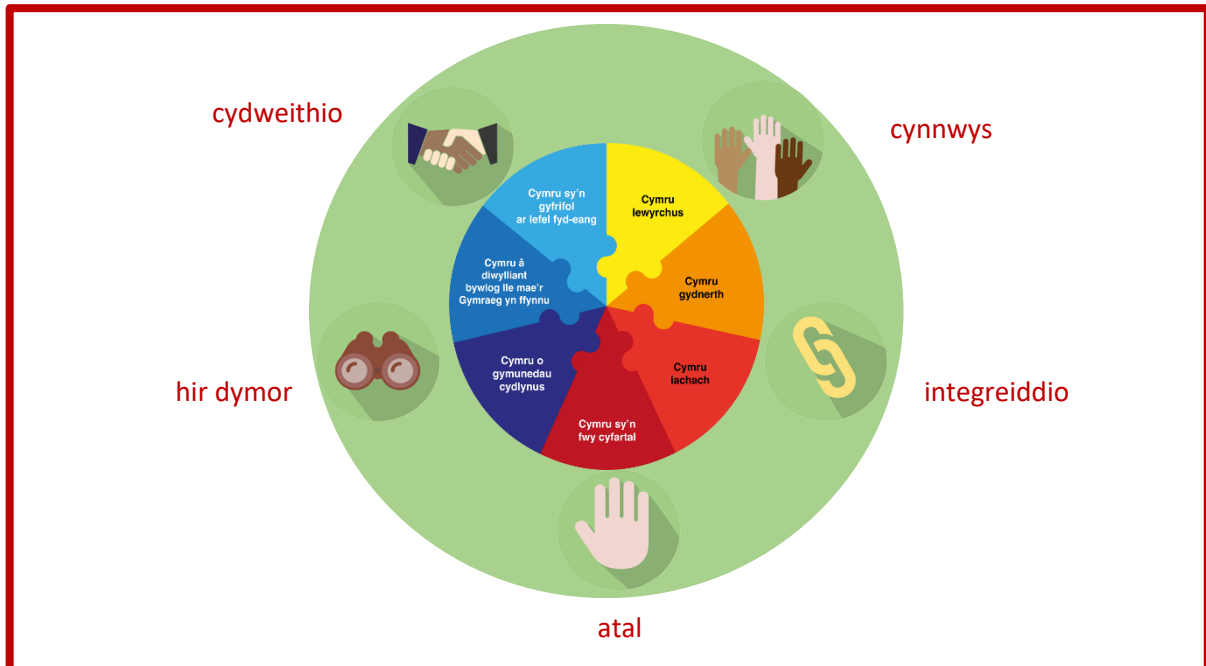 cydweithio
cynnwys
Cymru sy'n
gyfrifol
ar lefel fyd-eang
Cymru
lewyrchus
Cymru â
diwylliant
bywiog lle mae'r
Gymraeg yn ffynnu
Cymru
gydnerth
Cymru o
gymunedau
cydlynus
Cymru
iachach
Cymru sy'n
fwy cyfartal
hir dymor
integreiddio
atal